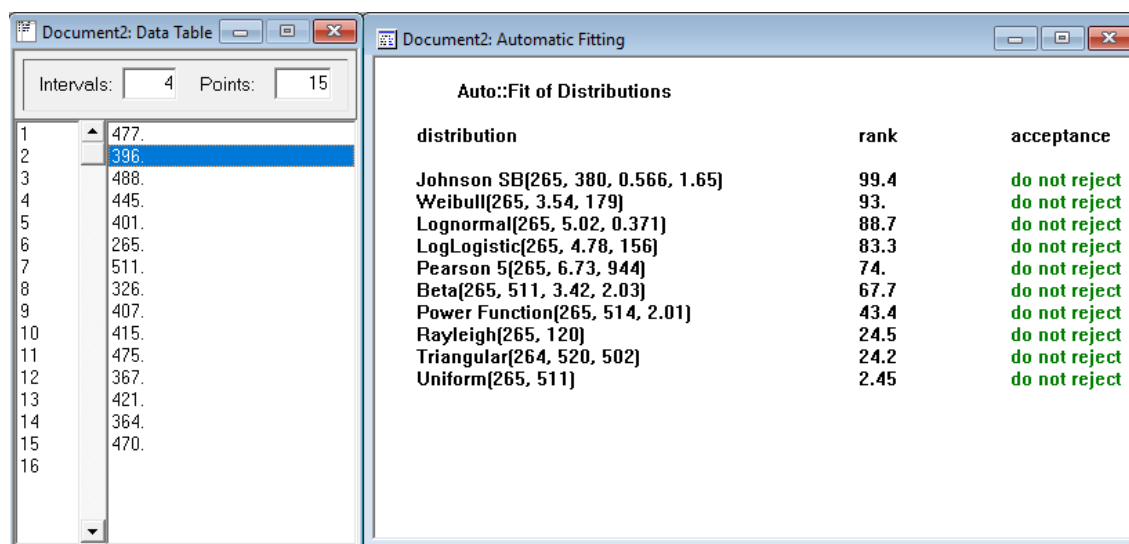 Document2: Data Table
Intervals: 4 Points: 15
1 477.
2 396.
3 488.
4 445.
5 401.
6 265.
7 511.
8 326.
9 407.
10 415.
11 475.
12 367.
13 421.
14 364.
15 470.
16
Document2: Automatic Fitting
Auto::Fit of Distributions
distribution rank acceptance
Johnson SB(265, 380, 0.566, 1.65) 99.4 do not reject
Weibull(265, 3.54, 179) 93. do not reject
Lognormal(265, 5.02, 0.371) 88.7 do not reject
LogLogistic(265, 4.78, 156) 83.3 do not reject
Pearson 5(265, 6.73, 944) 74. do not reject
Beta(265, 511, 3.42, 2.03) 67.7 do not reject
Power Function(265, 514, 2.01) 43.4 do not reject
Rayleigh(265, 120) 24.5 do not reject
Triangular(264, 520, 502) 24.2 do not reject
Uniform(265, 511) 2.45 do not reject